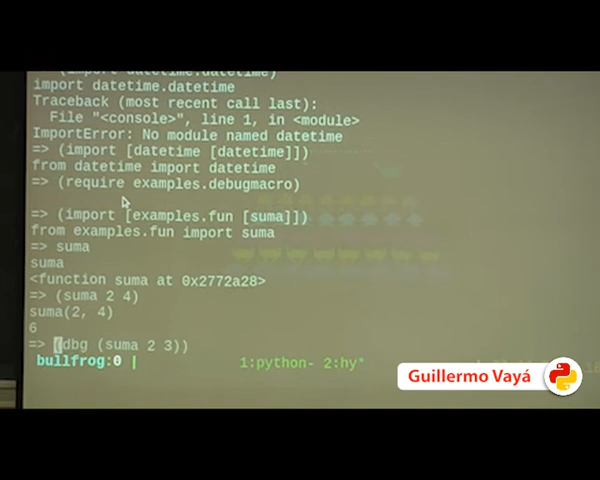 (import datetime.datetime)
import datetime.datetime
Traceback (most recent call last):
File "<console>", line 1, in <module>
ImportError: No module named datetime
=> (import [datetime [datetime]])
from datetime import datetime
=> (require examples.debugmacro)
=> (import [examples.fun [suma]])
from examples.fun import suma
=> suma
suma
<function suma at 0x2772a28>
=> (suma 2 4)
suma(2, 4)
6
=> (dbg (suma 2 3))
bullfrog:0 | 1:python- 2:hy*
Guillermo Vayá